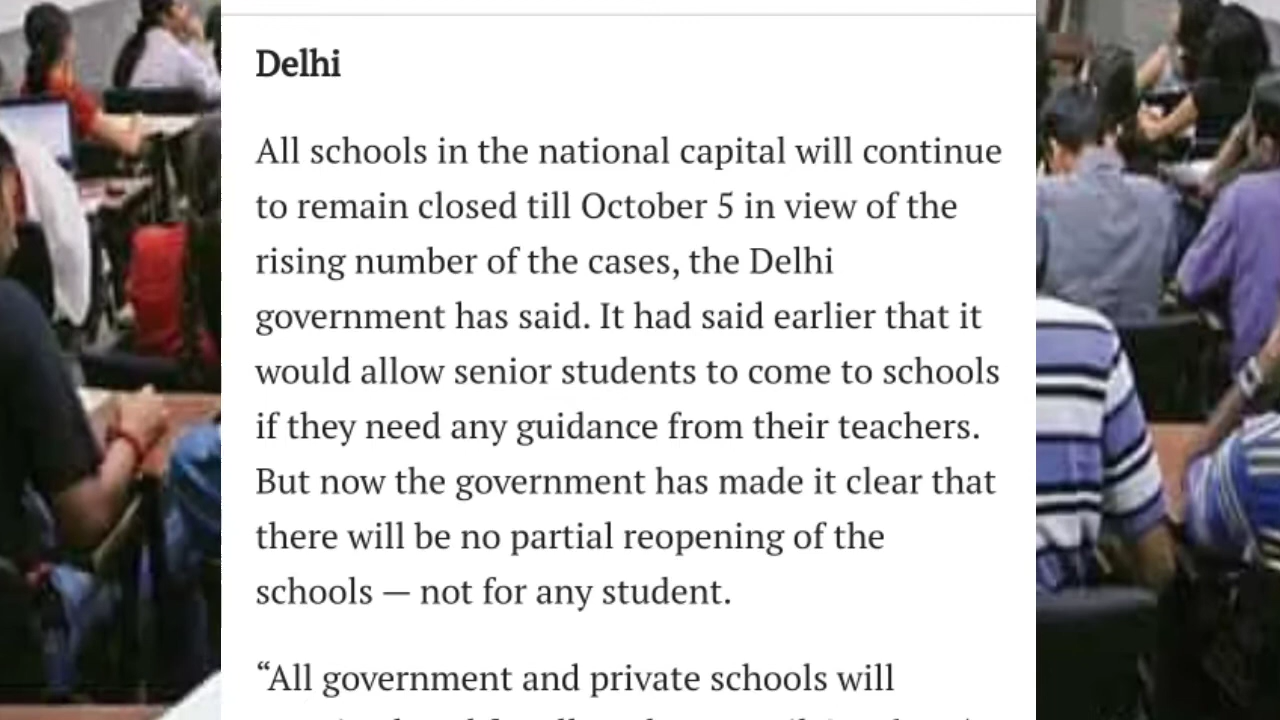 Delhi
All schools in the national capital will continue
to remain closed till October 5 in view of the
rising number of the cases, the Delhi
government has said. It had said earlier that it
would allow senior students to come to schools
if they need any guidance from their teachers.
But now the government has made it clear that
there will be no partial reopening of the
schools — not for any student.
“All government and private schools will